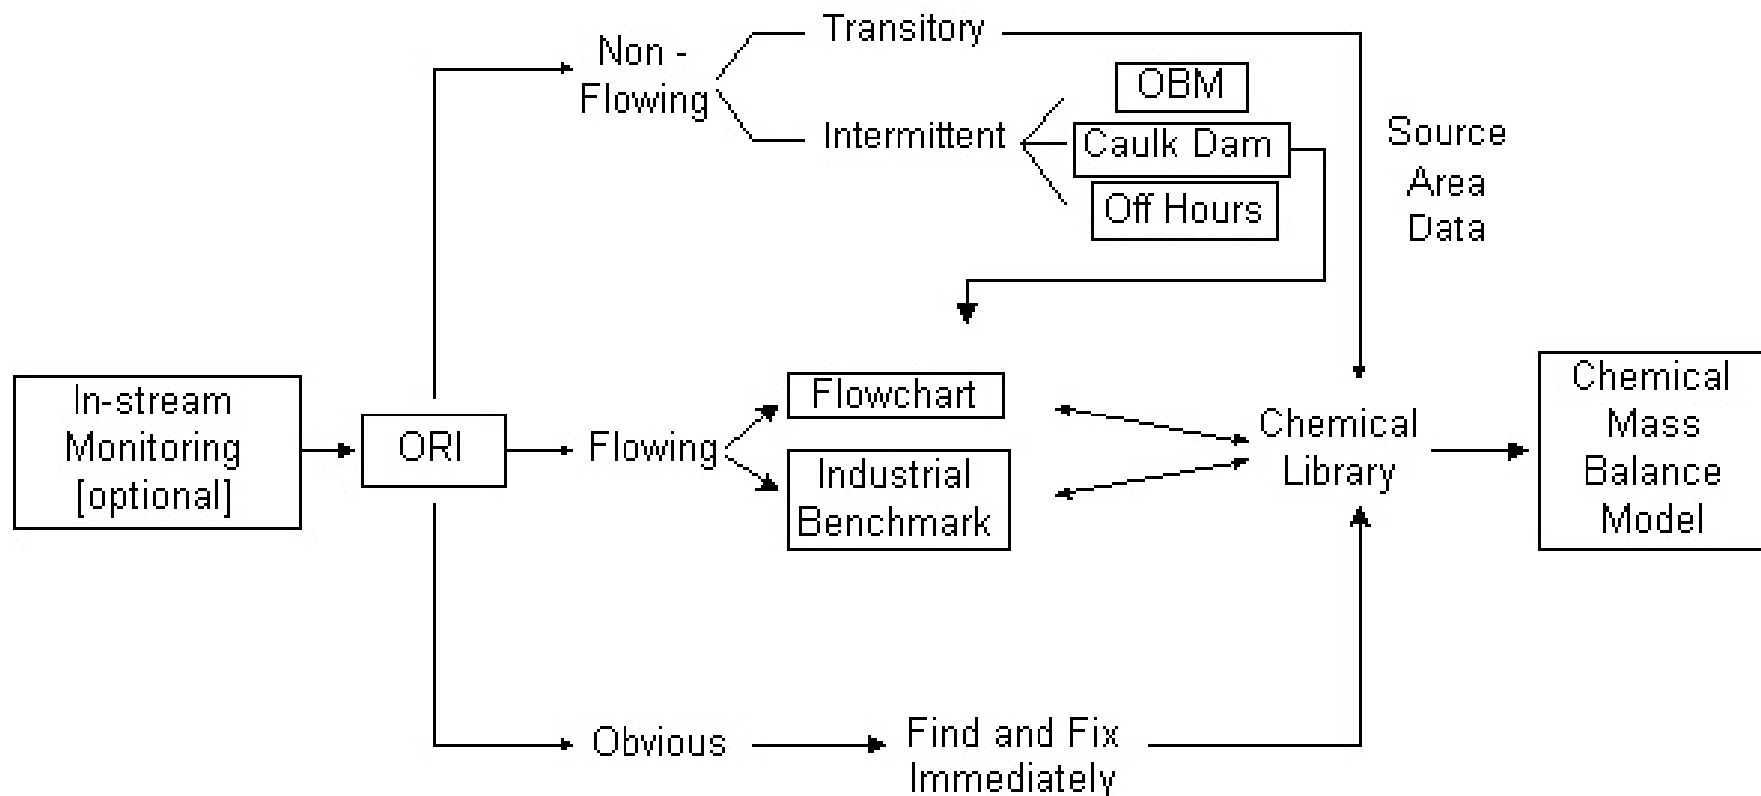 Non -
Flowing
Transitory
Intermittent
OBM
Caulk Dam
Off Hours
Source
Area
Data
In-stream
Monitoring
[optional]
ORI
Flowing
Flowchart
Industrial
Benchmark
Chemical
Library
Chemical
Mass
Balance
Model
Obvious
Find and Fix
Immediately